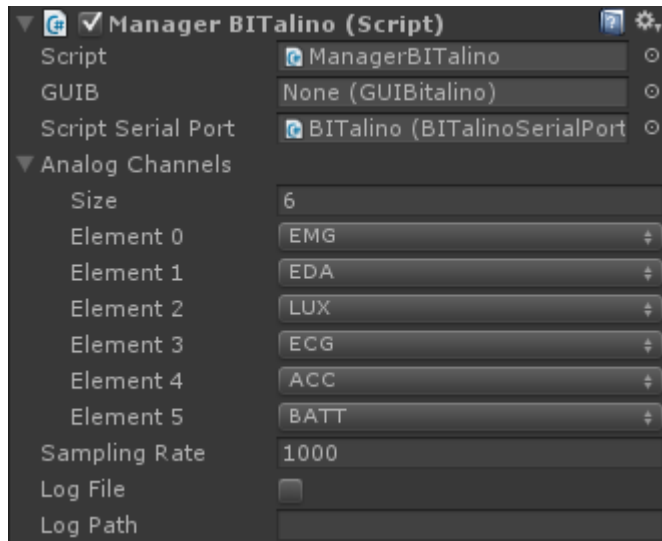 Manager BITalino (Script)
Script ManagerBITalino
GUIB None (GUIBitalino)
Script Serial Port BITalino (BITalinoSerialPort
Analog Channels
Size 6
Element 0 EMG
Element 1 EDA
Element 2 LUX
Element 3 ECG
Element 4 ACC
Element 5 BATT
Sampling Rate 1000
Log File
Log Path